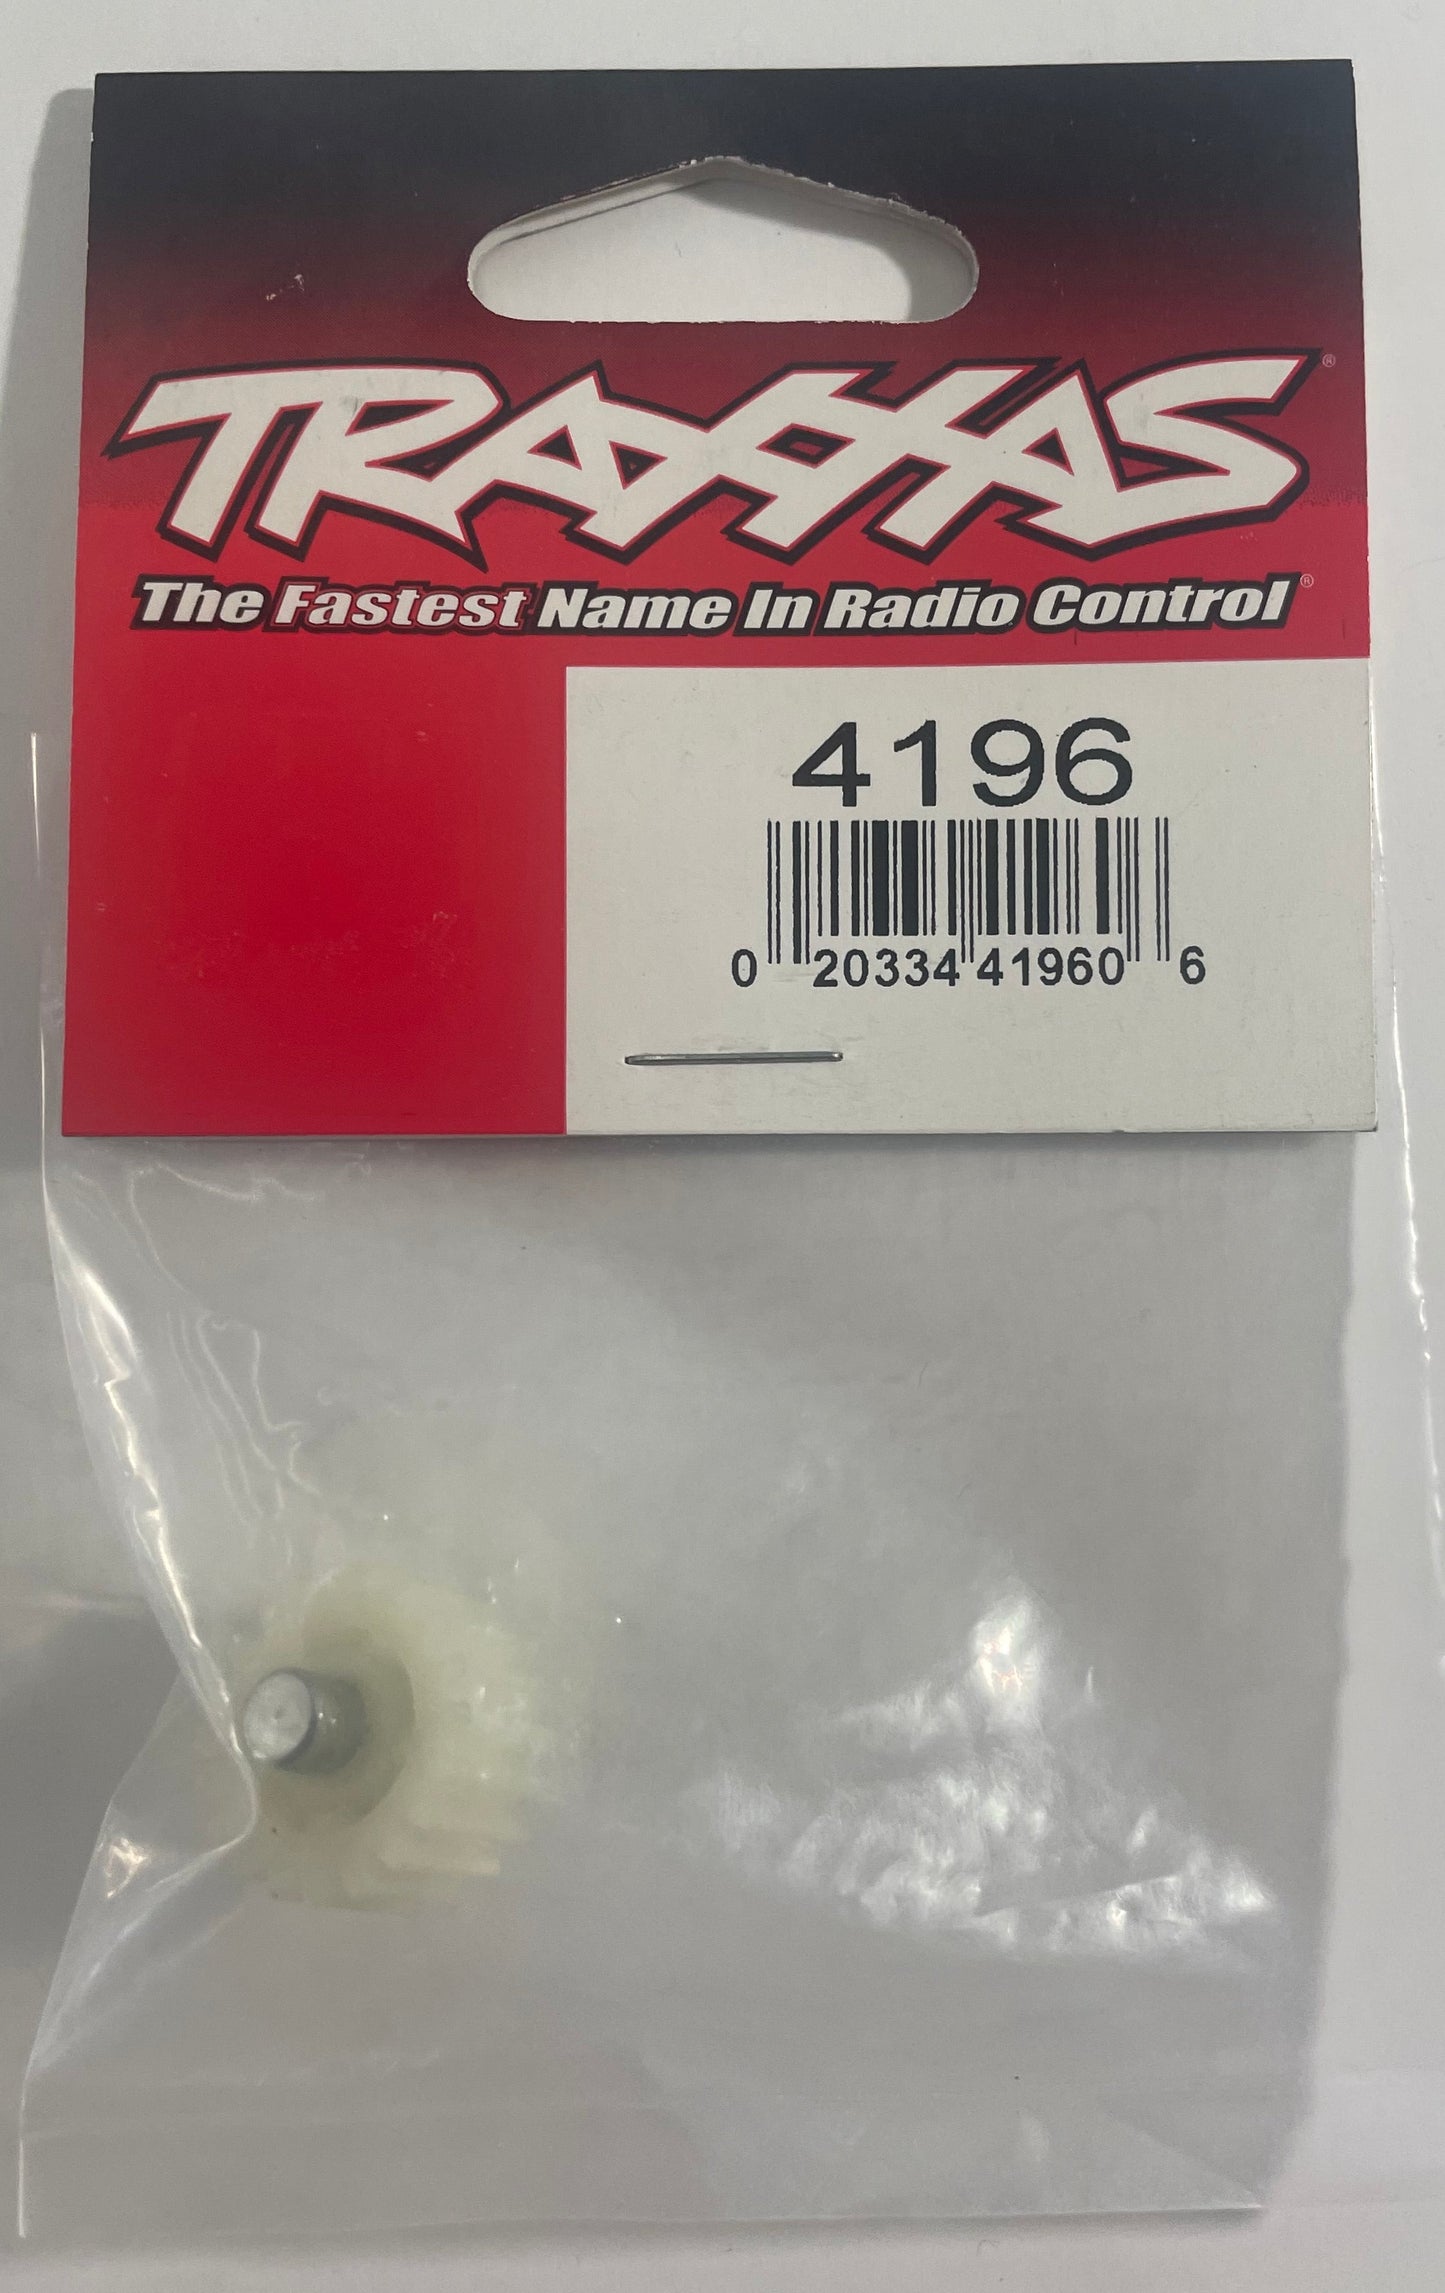 TRAXXAS®
The Fastest Name In Radio Control®
4196
0 20334 41960 6